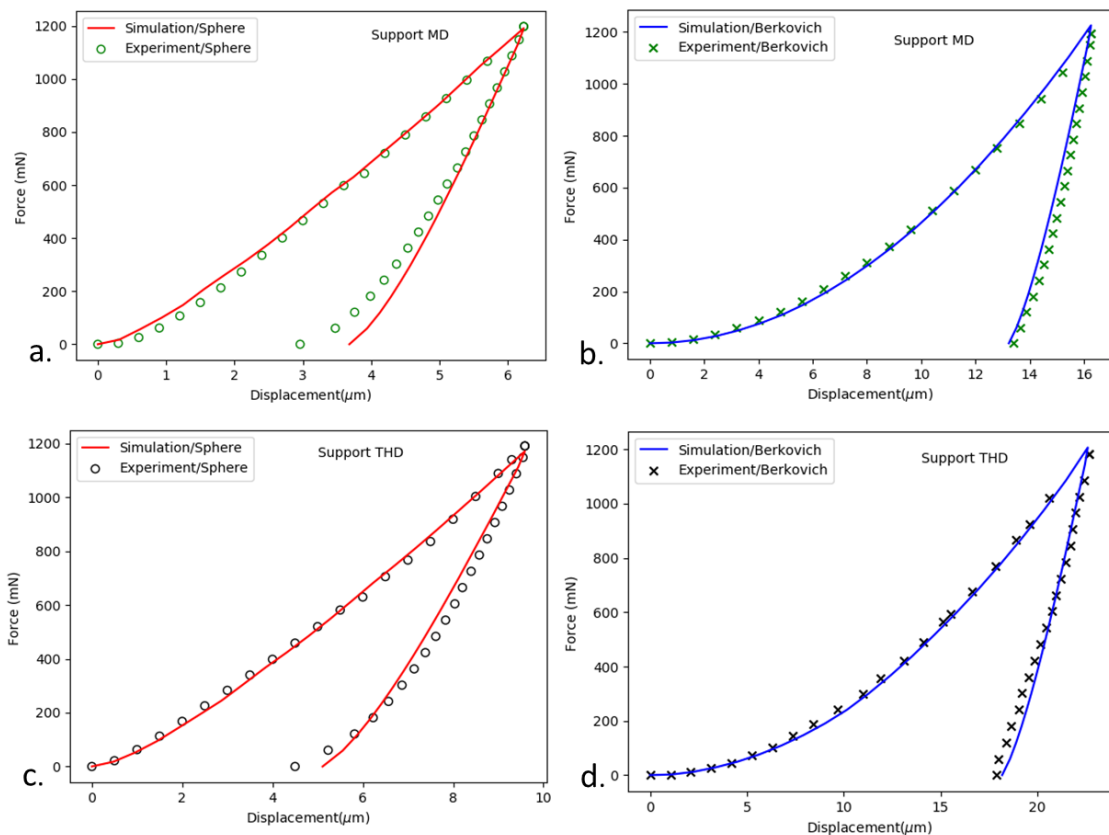 Simulation/Sphere
Experiment/Sphere
Support MD
Force (mN)
1200
1000
800
600
400
200
0
0 1 2 3 4 5 6
Displacement(μm)
a.
Simulation/Berkovich
Experiment/Berkovich
Support MD
Force (mN)
1200
1000
800
600
400
200
0
0 2 4 6 8 10 12 14 16
Displacement(μm)
b.
Simulation/Sphere
Experiment/Sphere
Support THD
Force (mN)
1200
1000
800
600
400
200
0
0 2 4 6 8 10
Displacement(μm)
c.
Simulation/Berkovich
Experiment/Berkovich
Support THD
Force (mN)
1200
1000
800
600
400
200
0
0 5 10 15 20
Displacement(μm)
d.